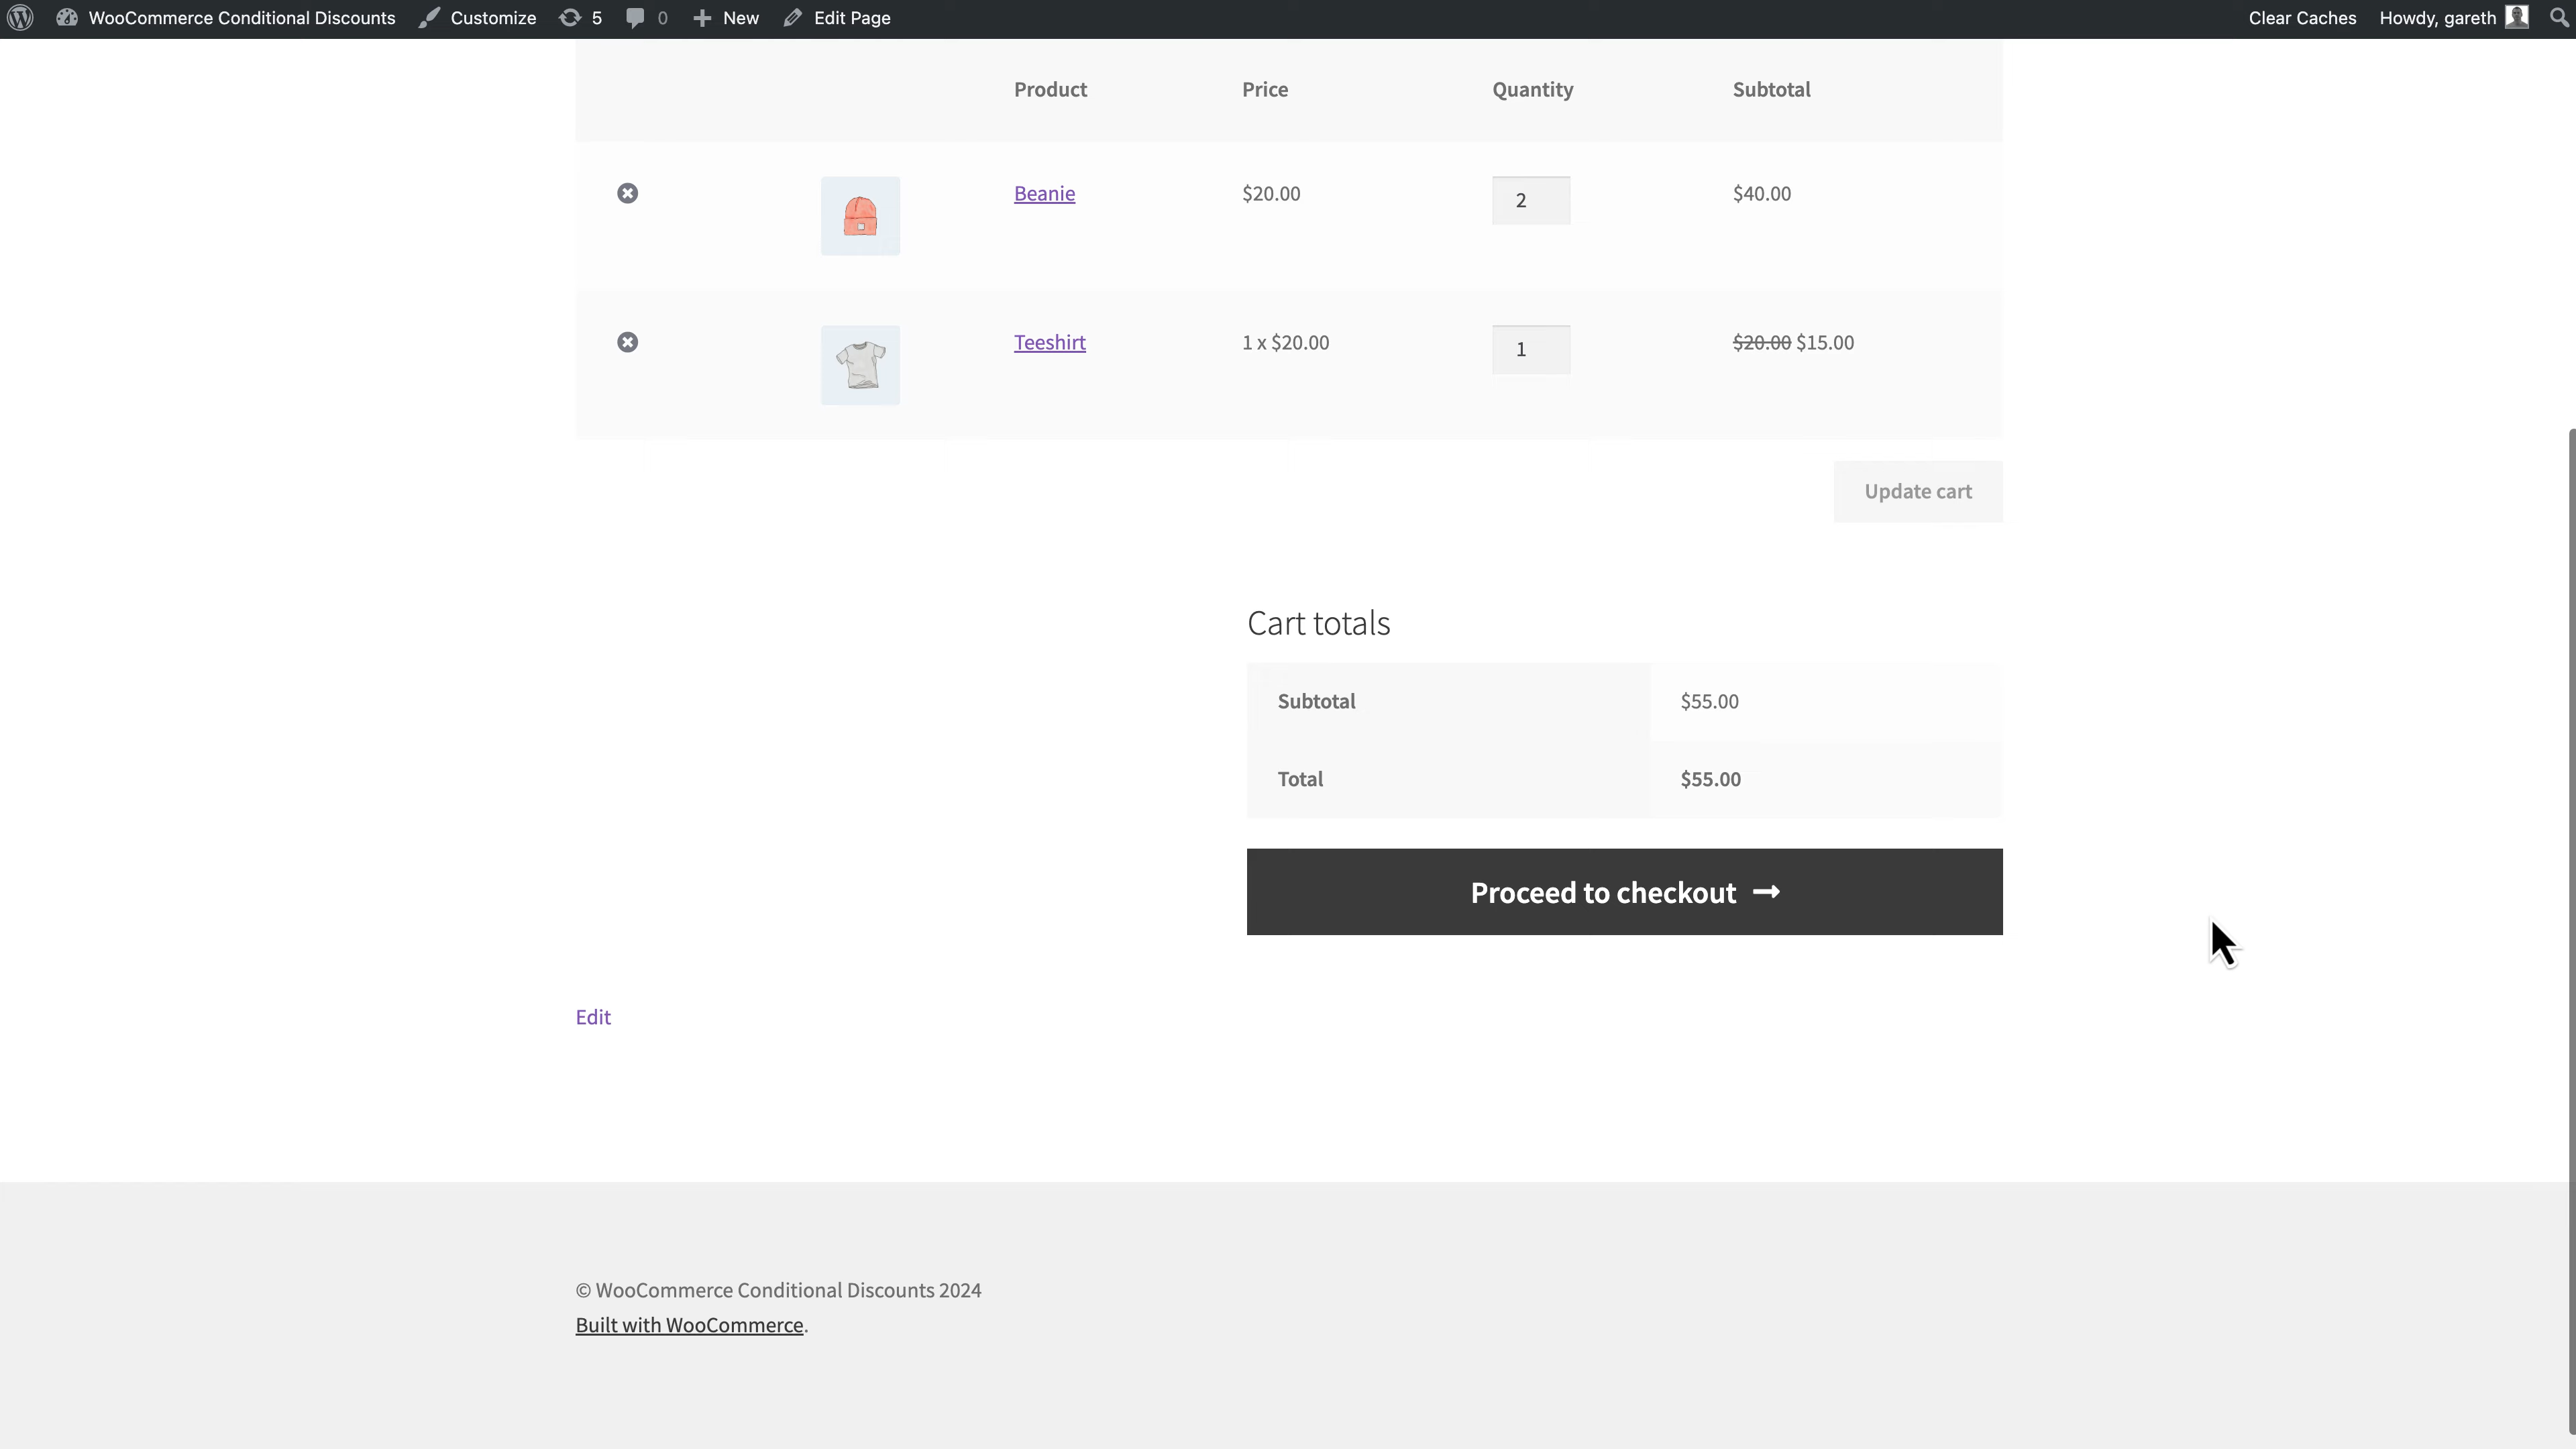 WooCommerce Conditional Discounts Customize 5 0 New Edit Page Clear Caches Howdy, gareth
Product Price Quantity Subtotal
Beanie $20.00 2 $40.00
Teeshirt 1 x $20.00 1 $20.00 $15.00
Update cart
Cart totals
Subtotal $55.00
Total $55.00
Proceed to checkout →
Edit
© WooCommerce Conditional Discounts 2024
Built with WooCommerce.